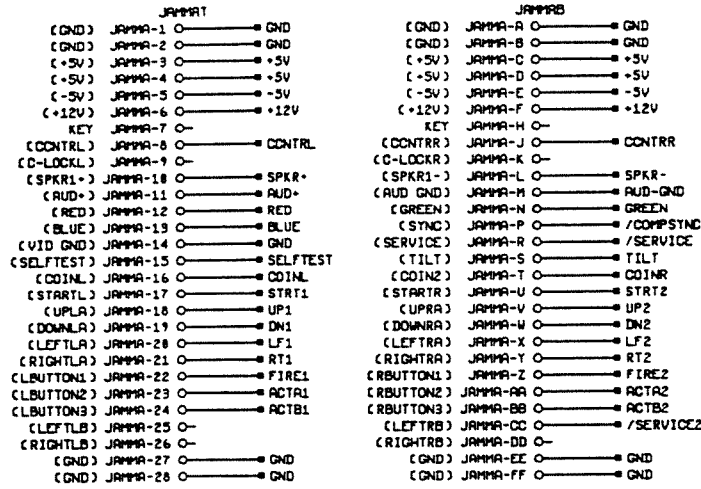 JAMMAT
(GND) JAMMA-1 GND
(GND) JAMMA-2 GND
(+5V) JAMMA-3 +5V
(+5V) JAMMA-4 +5V
(-5V) JAMMA-5 -5V
(+12V) JAMMA-6 +12V
KEY JAMMA-7
(CCNTRL) JAMMA-8 CCNTRL
(C-LOCKL) JAMMA-9
(SPKR1+) JAMMA-10 SPKR+
(AUD+) JAMMA-11 AUD+
(RED) JAMMA-12 RED
(BLUE) JAMMA-13 BLUE
(VID GND) JAMMA-14 GND
(SELFTEST) JAMMA-15 SELFTEST
(COINL) JAMMA-16 COINL
(STARTL) JAMMA-17 STRT1
(UPLA) JAMMA-18 UP1
(DOWNLA) JAMMA-19 DN1
(LEFTLA) JAMMA-20 LF1
(RIGHTLA) JAMMA-21 RT1
(LBUTTON1) JAMMA-22 FIRE1
(LBUTTON2) JAMMA-23 ACTA1
(LBUTTON3) JAMMA-24 ACTB1
(LEFTLB) JAMMA-25
(RIGHTLB) JAMMA-26
(GND) JAMMA-27 GND
(GND) JAMMA-28 GND
JAMMAB
(GND) JAMMA-A GND
(GND) JAMMA-B GND
(+5V) JAMMA-C +5V
(+5V) JAMMA-D +5V
(-5V) JAMMA-E -5V
(+12V) JAMMA-F +12V
KEY JAMMA-H
(CCNTRR) JAMMA-J CCNTRR
(C-LOCKR) JAMMA-K
(SPKR1-) JAMMA-L SPKR-
(AUD GND) JAMMA-M AUD-GND
(GREEN) JAMMA-N GREEN
(SYNC) JAMMA-P /COMPSYNC
(SERVICE) JAMMA-R /SERVICE
(TILT) JAMMA-S TILT
(COIN2) JAMMA-T COINR
(STARTR) JAMMA-U STRT2
(UPRA) JAMMA-V UP2
(DOWNRA) JAMMA-W DN2
(LEFTRA) JAMMA-X LF2
(RIGHTRA) JAMMA-Y RT2
(RBUTTON1) JAMMA-Z FIRE2
(RBUTTON2) JAMMA-AA ACTA2
(RBUTTON3) JAMMA-BB ACTB2
(LEFTRB) JAMMA-CC /SERVICE2
(RIGHTRB) JAMMA-DD
(GND) JAMMA-EE GND
(GND) JAMMA-FF GND